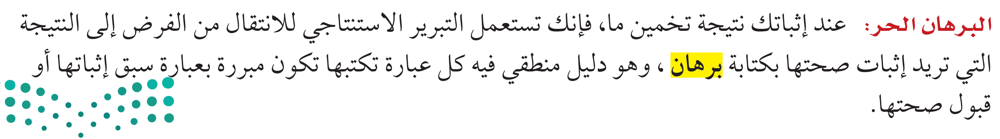 البرهان الحر: عند إثباتك نتيجة تخمين ما، فإنك تستعمل التبرير الاستنتاجي للانتقال من الفرض إلى النتيجة
التي تريد إثبات صحتها بكتابة برهان ، وهو دليل منطقي فيه كل عبارة تكتبها تكون مبررة بعبارة سبق إثباتها أو
قبول صحتها.